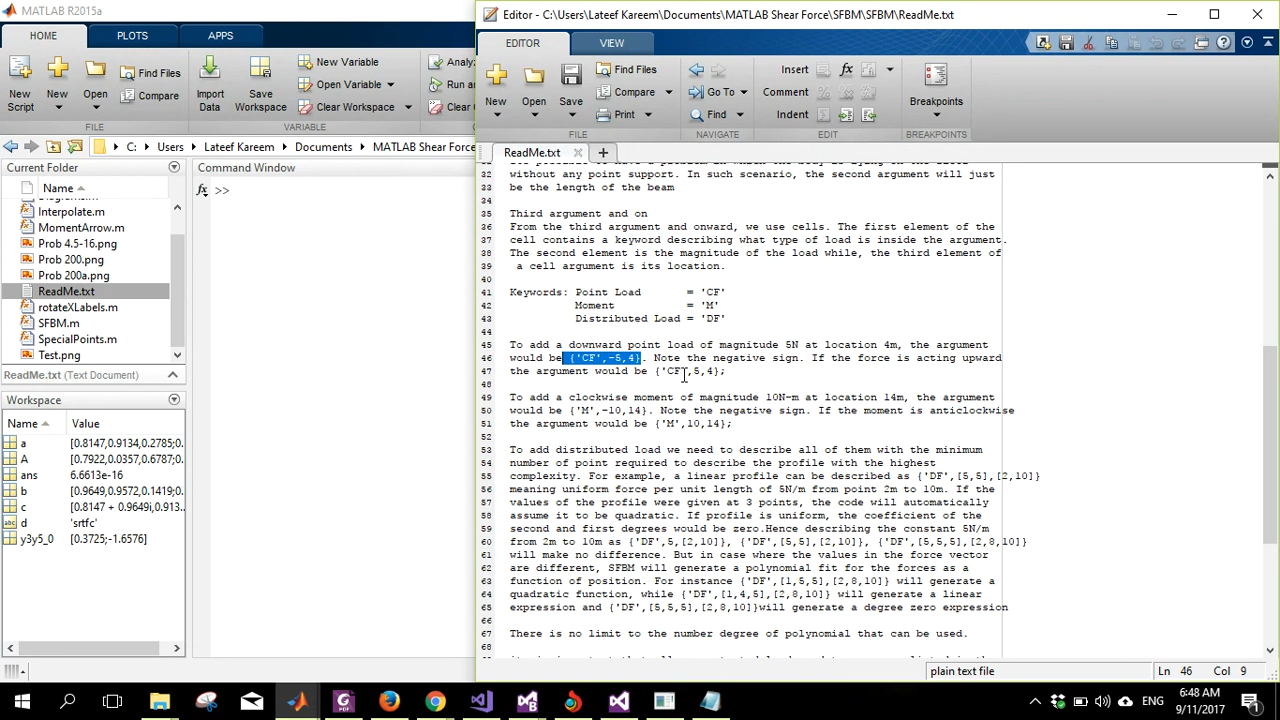 MATLAB R2015a
HOME
PLOTS
APPS
New Script
New
Open
Find Files
Compare
Import Data
Save Workspace
New Variable
Open Variable
Clear Workspace
Analy
Run an
Clear
FILE
VARIABLE
C: Users Lateef Kareem Documents MATLAB Shear Force
Current Folder
Name
Interpolate.m
MomentArrow.m
Prob 4.5-16.png
Prob 200.png
Prob 200a.png
ReadMe.txt
rotateXLabels.m
SFBM.m
SpecialPoints.m
Test.png
ReadMe.txt (Text Document)
Workspace
Name Value
a [0.8147,0.9134,0.2785;0.
A [0.7922,0.0357,0.6787;0.
ans 6.6613e-16
b [0.9649,0.9572,0.1419;0.
c [0.8147 + 0.9649i,0.913...
d 'srtfc'
y3y5_0 [0.3725;-1.6576]
Command Window
fx >>
Editor - C:\Users\Lateef Kareem\Documents\MATLAB Shear Force\SFBM\SFBM\ReadMe.txt
EDITOR
VIEW
New
Open
Save
Find Files
Compare
Print
Go To
Find
Insert
Comment
Indent
Breakpoints
FILE
NAVIGATE
EDIT
BREAKPOINTS
ReadMe.txt
32 without any point support. In such scenario, the second argument will just
33 be the length of the beam
34
35 Third argument and on
36 From the third argument and onward, we use cells. The first element of the
37 cell contains a keyword describing what type of load is inside the argument.
38 The second element is the magnitude of the load while, the third element of
39 a cell argument is its location.
40
41 Keywords: Point Load = 'CF'
42 Moment = 'M'
43 Distributed Load = 'DF'
44
45 To add a downward point load of magnitude 5N at location 4m, the argument
46 would be {'CF',-5,4}. Note the negative sign. If the force is acting upward
47 the argument would be {'CF',5,4};
48
49 To add a clockwise moment of magnitude 10N-m at location 14m, the argument
50 would be {'M',-10,14}. Note the negative sign. If the moment is anticlockwise
51 the argument would be {'M',10,14};
52
53 To add distributed load we need to describe all of them with the minimum
54 number of point required to describe the profile with the highest
55 complexity. For example, a linear profile can be described as {'DF',[5,5],[2,10]}
56 meaning uniform force per unit length of 5N/m from point 2m to 10m. If the
57 values of the profile were given at 3 points, the code will automatically
58 assume it to be quadratic. If profile is uniform, the coefficient of the
59 second and first degrees would be zero.Hence describing the constant 5N/m
60 from 2m to 10m as {'DF',5,[2,10]}, {'DF',[5,5],[2,10]}, {'DF',[5,5,5],[2,8,10]}
61 will make no difference. But in case where the values in the force vector
62 are different, SFBM will generate a polynomial fit for the forces as a
63 function of position. For instance {'DF',[1,5,5],[2,8,10]} will generate a
64 quadratic function, while {'DF',[1,4,5],[2,8,10]} will generate a linear
65 expression and {'DF',[5,5,5],[2,8,10]}will generate a degree zero expression
66
67 There is no limit to the number degree of polynomial that can be used.
68
plain text file
Ln 46 Col 9
ENG
6:48 AM
9/11/2017